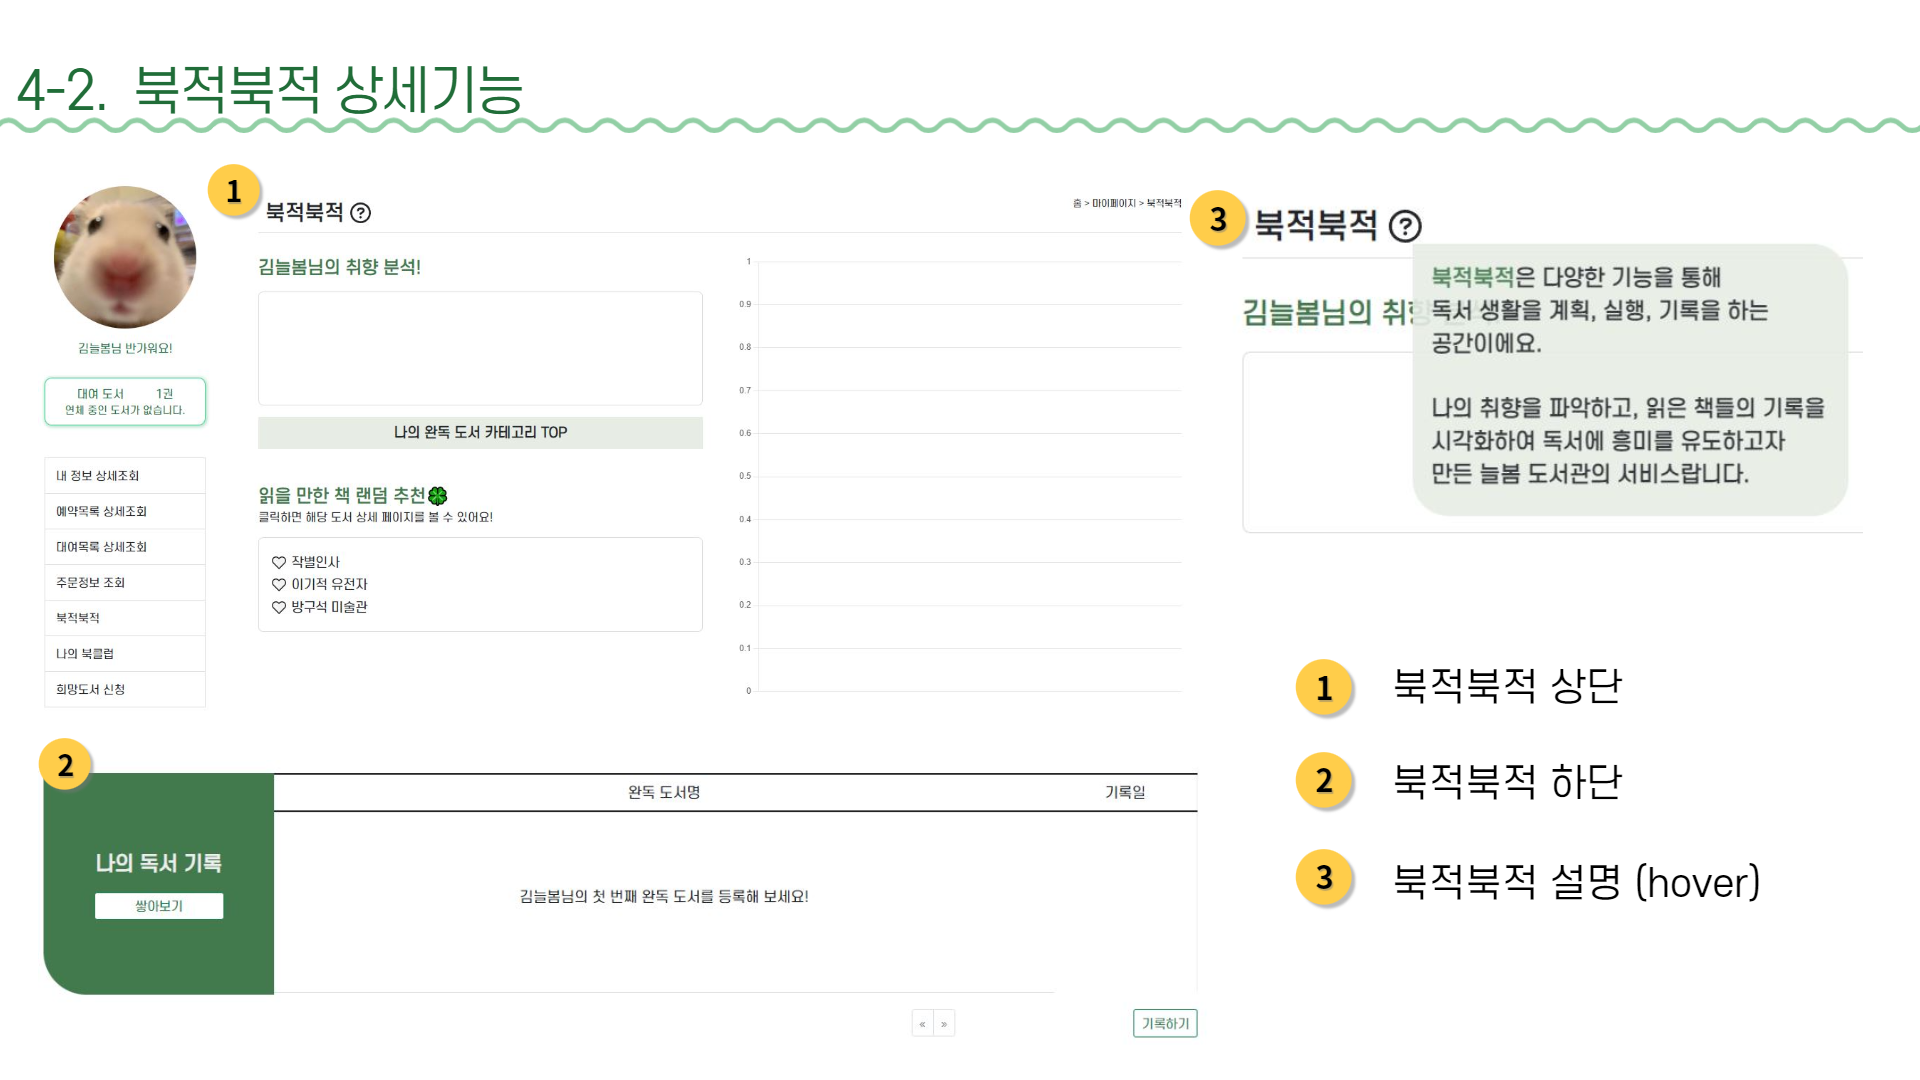 4-2. 북적북적 상세기능
1
김늘봄님 반가워요!
대여 도서 1권
연체 중인 도서가 없습니다.
내 정보 상세조회
예약목록 상세조회
대여목록 상세조회
주문정보 조회
북적북적
나의 북클럽
희망도서 신청
북적북적 ?
홈 > 마이페이지 > 북적북적
김늘봄님의 취향 분석!
나의 완독 도서 카테고리 TOP
읽을 만한 책 랜덤 추천
클릭하면 해당 도서 상세 페이지를 볼 수 있어요!
작별인사
이기적 유전자
방구석 미술관
1
0.9
0.8
0.7
0.6
0.5
0.4
0.3
0.2
0.1
0
2
나의 독서 기록
쌓아보기
완독 도서명 기록일
김늘봄님의 첫 번째 완독 도서를 등록해 보세요!
« »
기록하기
3
북적북적 ?
김늘봄님의 취향
북적북적은 다양한 기능을 통해
독서 생활을 계획, 실행, 기록을 하는
공간이에요.
나의 취향을 파악하고, 읽은 책들의 기록을
시각화하여 독서에 흥미를 유도하고자
만든 늘봄 도서관의 서비스랍니다.
1 북적북적 상단
2 북적북적 하단
3 북적북적 설명 (hover)